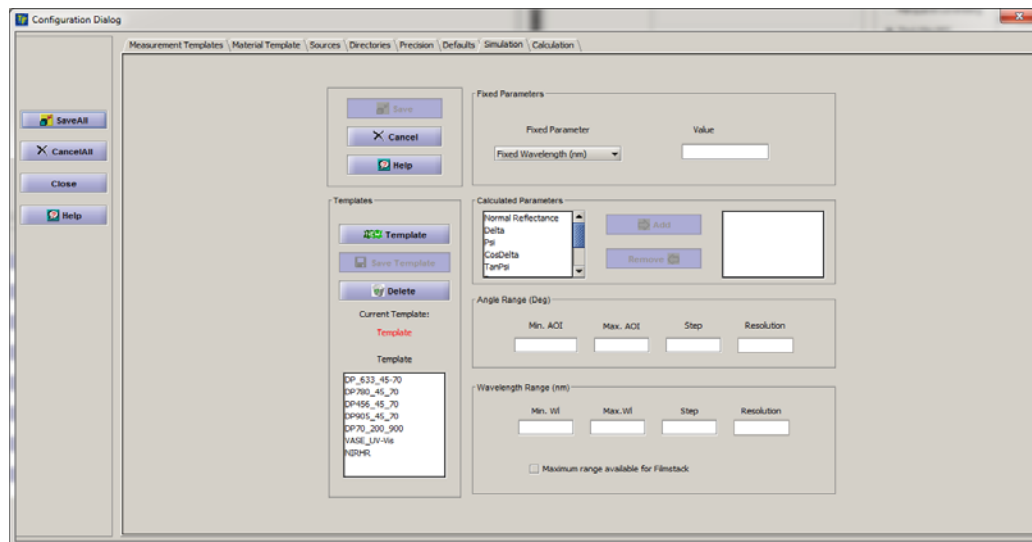 Configuration Dialog
Measurement Templates Material Template Sources Directories Precision Defaults Simulation Calculation
SaveAll
CancelAll
Close
Help
Save
Cancel
Help
Fixed Parameters
Fixed Parameter Value
Fixed Wavelength (nm)
Templates
Template
Save Template
Delete
Current Template:
Template
Template
DP_633_45-70
DP780_45_70
DP456_45_70
DP905_45_70
DP70_200_900
VASE_UV-Vis
NIRHR
Calculated Parameters
Normal Reflectance
Delta
Psi
CosDelta
TanPsi
Add
Remove
Angle Range (Deg)
Min. AOI Max. AOI Step Resolution
Wavelength Range (nm)
Min. Wl Max.Wl Step Resolution
Maximum range available for Filmstack